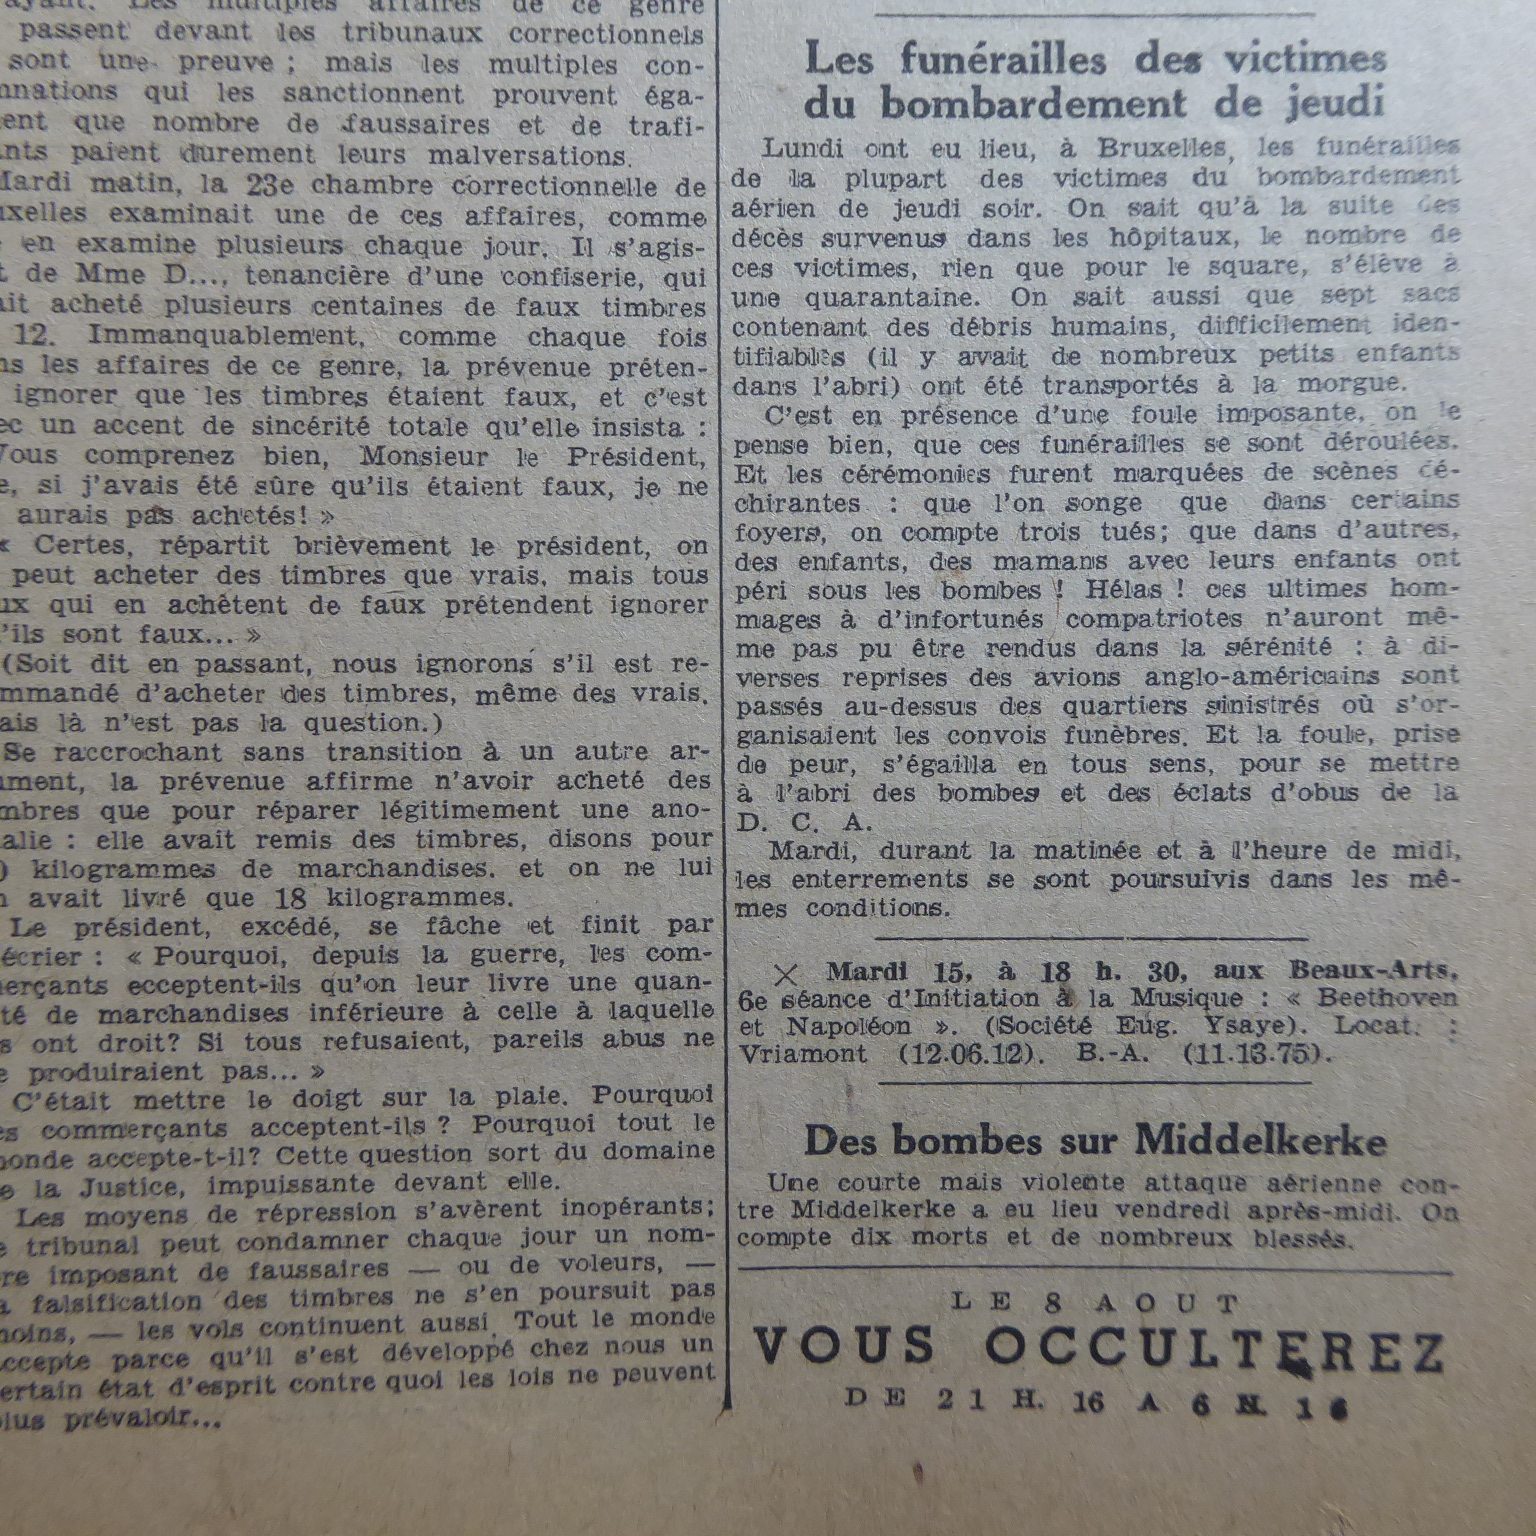 ayant. Les multiples affaires de ce genre
passent devant les tribunaux correctionnels
sont une preuve ; mais les multiples con-
mnations qui les sanctionnent prouvent éga-
ent que nombre de faussaires et de trafi-
nts paient durement leurs malversations.
Mardi matin, la 23e chambre correctionnelle de
uxelles examinait une de ces affaires, comme
en examine plusieurs chaque jour. Il s'agis-
t de Mme D..., tenancière d'une confiserie, qui
ait acheté plusieurs centaines de faux timbres
12. Immanquablement, comme chaque fois
ns les affaires de ce genre, la prévenue préten-
ignorer que les timbres étaient faux, et c'est
ec un accent de sincérité totale qu'elle insista :
Vous comprenez bien, Monsieur le Président,
e, si j'avais été sûre qu'ils étaient faux, je ne
aurais pas achetés! »
« Certes, répartit brièvement le président, on
peut acheter des timbres que vrais, mais tous
ux qui en achètent de faux prétendent ignorer
'ils sont faux... »
(Soit dit en passant, nous ignorons s'il est re-
mmandé d'acheter des timbres, même des vrais.
ais là n'est pas la question.)
Se raccrochant sans transition à un autre ar-
ument, la prévenue affirme n'avoir acheté des
mbres que pour réparer légitimement une ano-
alie : elle avait remis des timbres, disons pour
) kilogrammes de marchandises. et on ne lui
n avait livré que 18 kilogrammes.
Le président, excédé, se fâche et finit par
écrier : « Pourquoi, depuis la guerre, les com-
erçants ecceptent-ils qu'on leur livre une quan-
té de marchandises inférieure à celle à laquelle
s ont droit? Si tous refusaient, pareils abus ne
e produiraient pas... »
C'était mettre le doigt sur la plaie. Pourquoi
es commerçants acceptent-ils ? Pourquoi tout le
onde accepte-t-il? Cette question sort du domaine
e la Justice, impuissante devant elle.
Les moyens de répression s'avèrent inopérants;
e tribunal peut condamner chaque jour un nom-
re imposant de faussaires — ou de voleurs, —
a falsification des timbres ne s'en poursuit pas
moins, — les vols continuent aussi. Tout le monde
accepte parce qu'il s'est développé chez nous un
ertain état d'esprit contre quoi les lois ne peuvent
plus prévaloir...
Les funérailles des victimes
du bombardement de jeudi
Lundi ont eu lieu, à Bruxelles, les funérailles
de la plupart des victimes du bombardement
aérien de jeudi soir. On sait qu'à la suite des
décès survenus dans les hôpitaux, le nombre de
ces victimes, rien que pour le square, s'élève à
une quarantaine. On sait aussi que sept sacs
contenant des débris humains, difficilement iden-
tifiables (il y avait de nombreux petits enfants
dans l'abri) ont été transportés à la morgue.
C'est en présence d'une foule imposante, on le
pense bien, que ces funérailles se sont déroulées.
Et les cérémonies furent marquées de scènes dé-
chirantes : que l'on songe que dans certains
foyers, on compte trois tués; que dans d'autres,
des enfants, des mamans avec leurs enfants ont
péri sous les bombes ! Hélas ! ces ultimes hom-
mages à d'infortunés compatriotes n'auront mê-
me pas pu être rendus dans la sérénité : à di-
verses reprises des avions anglo-américains sont
passés au-dessus des quartiers sinistrés où s'or-
ganisaient les convois funèbres. Et la foule, prise
de peur, s'égailla en tous sens, pour se mettre
à l'abri des bombes et des éclats d'obus de la
D. C. A.
Mardi, durant la matinée et à l'heure de midi,
les enterrements se sont poursuivis dans les mê-
mes conditions.
× Mardi 15, à 18 h. 30, aux Beaux-Arts,
6e séance d'Initiation à la Musique : « Beethoven
et Napoléon ». (Société Eug. Ysaye). Locat. :
Vriamont (12.06.12). B.-A. (11.13.75).
Des bombes sur Middelkerke
Une courte mais violente attaque aérienne con-
tre Middelkerke a eu lieu vendredi après-midi. On
compte dix morts et de nombreux blessés.
LE 8 AOUT
VOUS OCCULTEREZ
DE 21 H. 16 A 6 H. 16